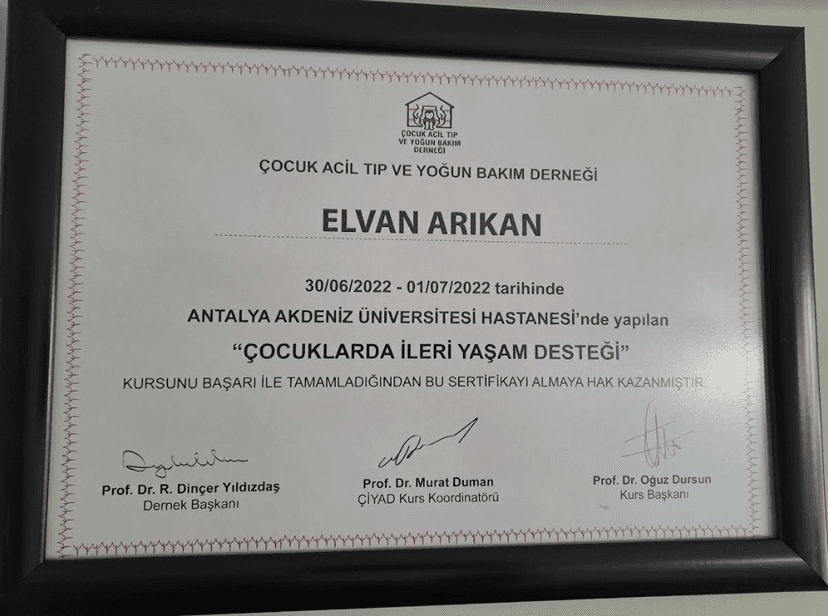 ÇOCUK ACİL TIP
VE YOĞUN BAKIM
DERNEĞİ
ÇOCUK ACİL TIP VE YOĞUN BAKIM DERNEĞİ
ELVAN ARIKAN
30/06/2022 - 01/07/2022 tarihinde
ANTALYA AKDENİZ ÜNİVERSİTESİ HASTANESİ'nde yapılan
“ÇOCUKLARDA İLERİ YAŞAM DESTEĞİ”
KURSUNU BAŞARI İLE TAMAMLADIĞINDAN BU SERTİFİKAYI ALMAYA HAK KAZANMIŞTIR.
Prof. Dr. R. Dinçer Yıldızdaş
Dernek Başkanı
Prof. Dr. Murat Duman
ÇİYAD Kurs Koordinatörü
Prof. Dr. Oğuz Dursun
Kurs Başkanı